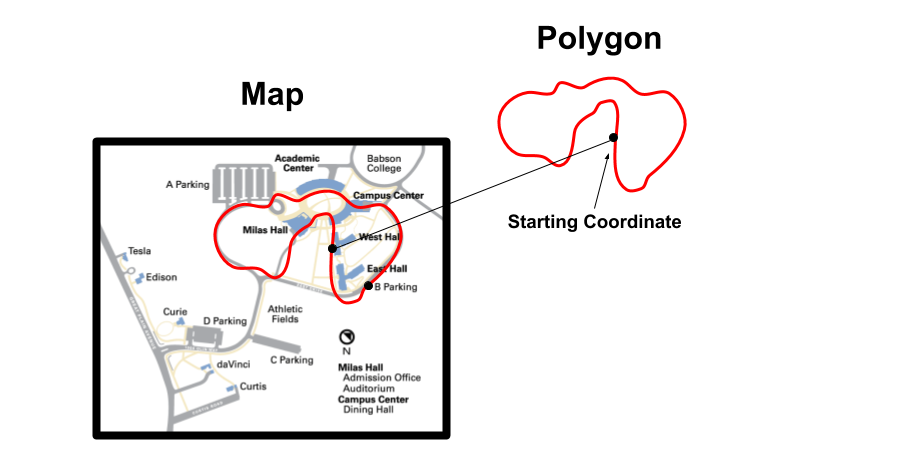 Polygon
Map
Starting Coordinate
Academic
Center
Babson
College
A Parking
Campus Center
Milas Hall
West Hall
East Hall
B Parking
Tesla
Edison
Curie
D Parking
Athletic
Fields
C Parking
daVinci
Curtis
N
Milas Hall
Admission Office
Auditorium
Campus Center
Dining Hall